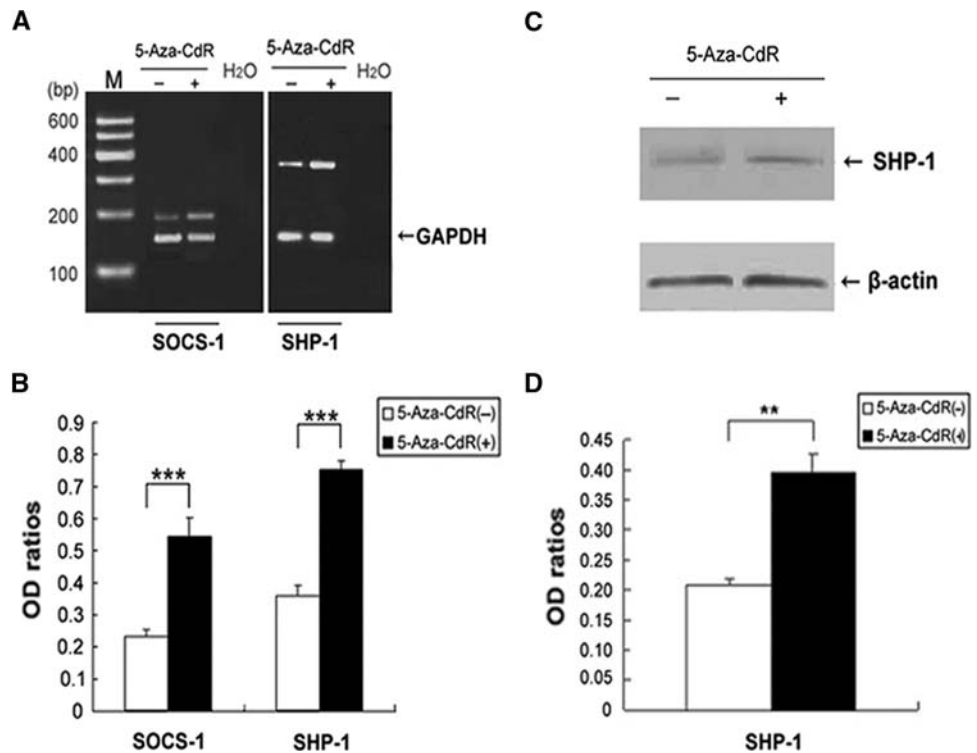 A
5-Aza-CdR
5-Aza-CdR
M
– +
H2O
– +
H2O
(bp)
600
400
200
100
←GAPDH
SOCS-1
SHP-1
C
5-Aza-CdR
– +
← SHP-1
← β-actin
B
5-Aza-CdR(–)
5-Aza-CdR(+)
***
***
OD ratios
0.9
0.8
0.7
0.6
0.5
0.4
0.3
0.2
0.1
0
SOCS-1
SHP-1
D
5-Aza-CdR(-)
5-Aza-CdR(+)
**
OD ratios
0.45
0.40
0.35
0.30
0.25
0.20
0.15
0.10
0.05
0
SHP-1